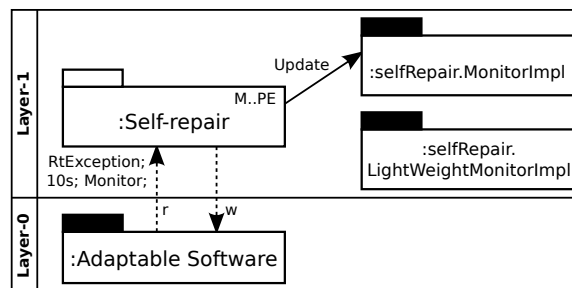 Layer-1
Update
:selfRepair.MonitorImpl
M..PE
:Self-repair
:selfRepair.
LightWeightMonitorImpl
RtException;
10s; Monitor;
r
w
Layer-0
:Adaptable Software